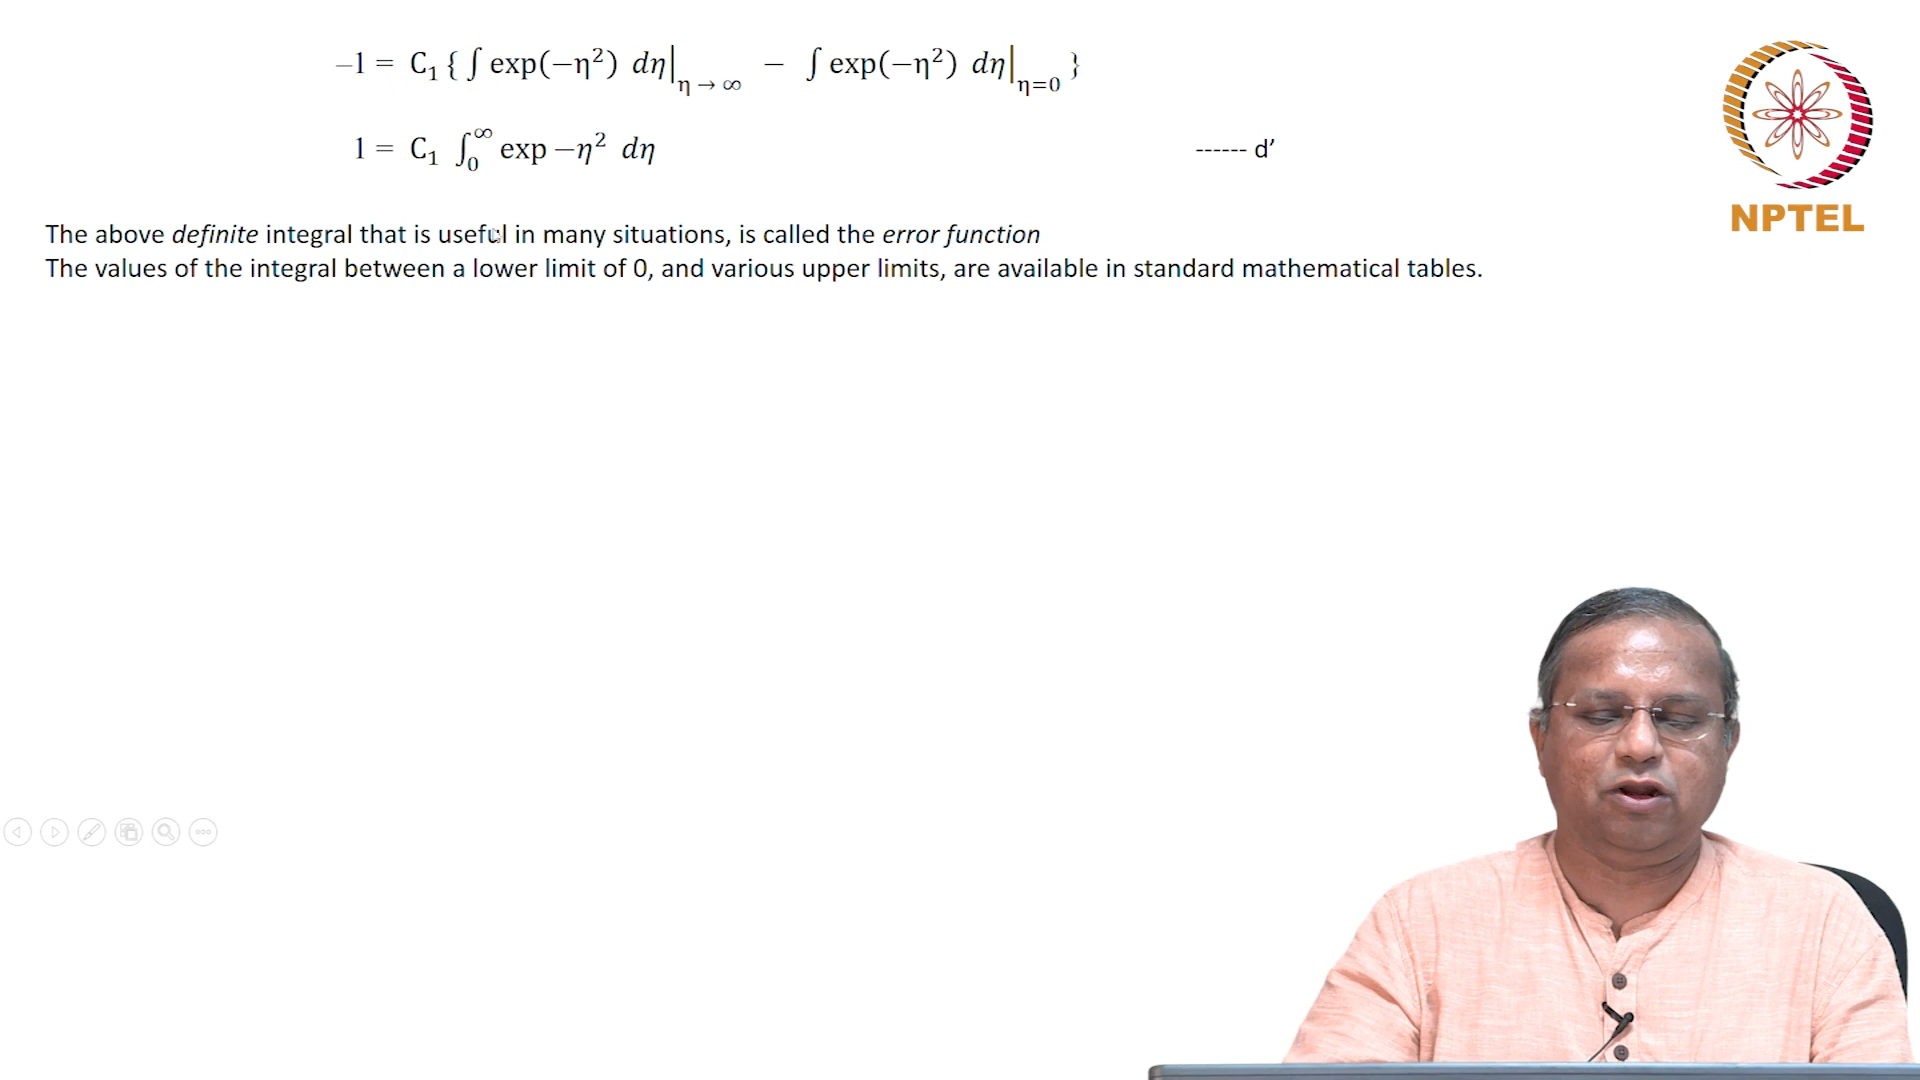 –1 = C₁ { ∫ exp(−η²) dη|η → ∞ − ∫ exp(−η²) dη|η=0 }
1 = C₁ ∫₀^∞ exp −η² dη ------ d’
NPTEL
The above definite integral that is useful in many situations, is called the error function
The values of the integral between a lower limit of 0, and various upper limits, are available in standard mathematical tables.